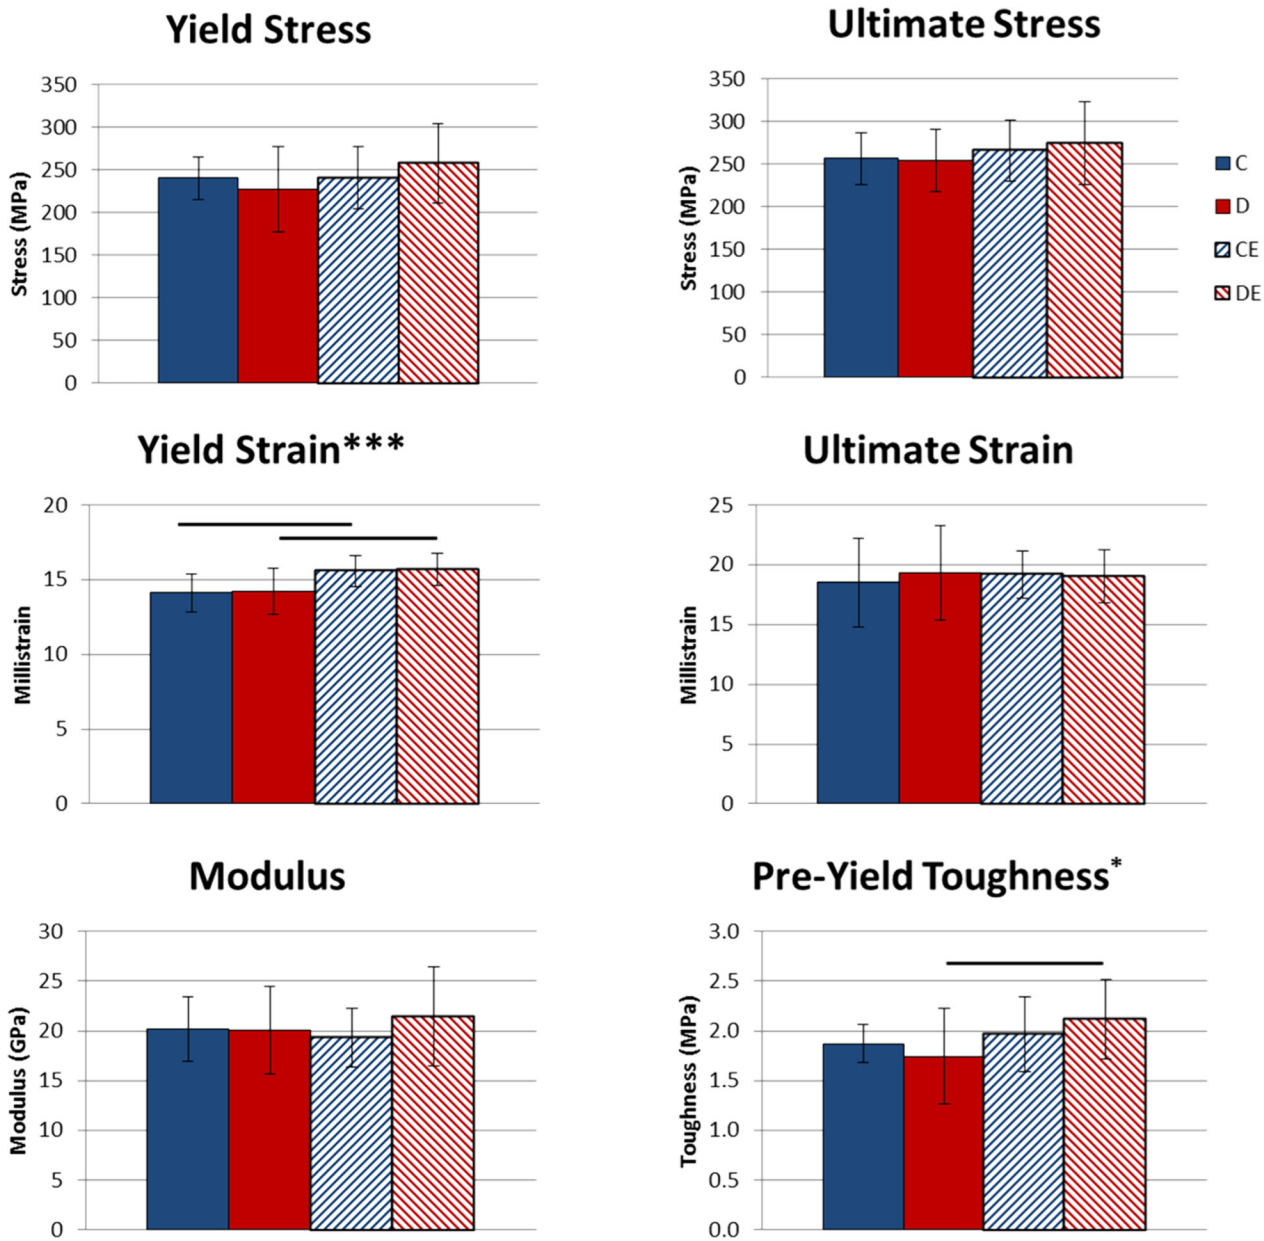 Yield Stress
350
300
250
200
150
100
50
0
Stress (MPa)
Ultimate Stress
350
300
250
200
150
100
50
0
Stress (MPa)
C
D
CE
DE
Yield Strain***
20
15
10
5
0
Millistrain
Ultimate Strain
25
20
15
10
5
0
Millistrain
Modulus
30
25
20
15
10
5
0
Modulus (GPa)
Pre-Yield Toughness*
3.0
2.5
2.0
1.5
1.0
0.5
0.0
Toughness (MPa)